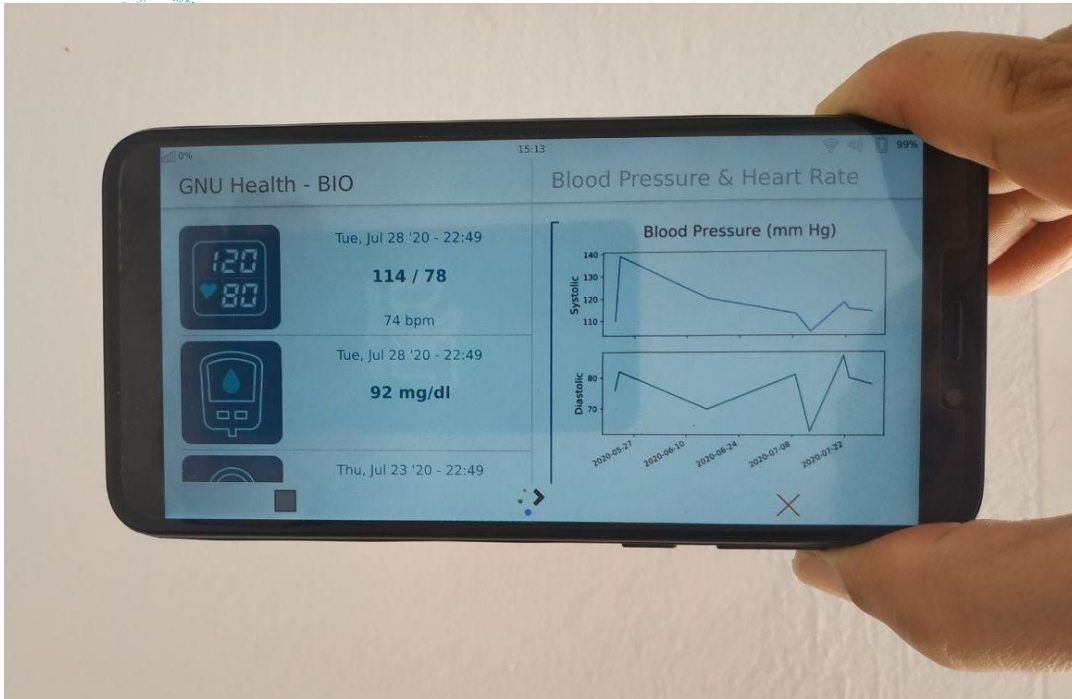 0%
15:13
99%
GNU Health - BIO
Blood Pressure & Heart Rate
120
80
Tue, Jul 28 '20 - 22:49
114 / 78
74 bpm
Tue, Jul 28 '20 - 22:49
92 mg/dl
Thu, Jul 23 '20 - 22:49
Blood Pressure (mm Hg)
Systolic
140
130
120
110
Diastolic
80
70
2020-05-27
2020-06-10
2020-06-24
2020-07-08
2020-07-22